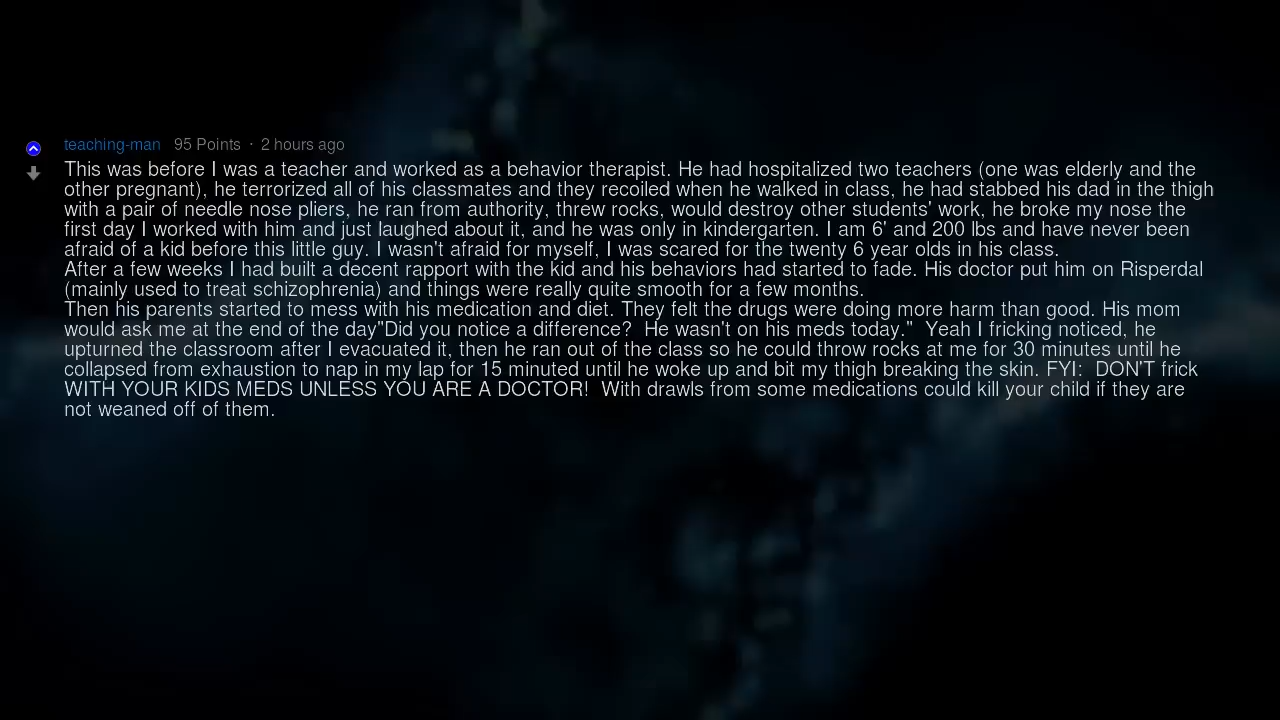 teaching-man 95 Points · 2 hours ago
This was before I was a teacher and worked as a behavior therapist. He had hospitalized two teachers (one was elderly and the
other pregnant), he terrorized all of his classmates and they recoiled when he walked in class, he had stabbed his dad in the thigh
with a pair of needle nose pliers, he ran from authority, threw rocks, would destroy other students' work, he broke my nose the
first day I worked with him and just laughed about it, and he was only in kindergarten. I am 6' and 200 lbs and have never been
afraid of a kid before this little guy. I wasn't afraid for myself, I was scared for the twenty 6 year olds in his class.
After a few weeks I had built a decent rapport with the kid and his behaviors had started to fade. His doctor put him on Risperdal
(mainly used to treat schizophrenia) and things were really quite smooth for a few months.
Then his parents started to mess with his medication and diet. They felt the drugs were doing more harm than good. His mom
would ask me at the end of the day"Did you notice a difference?  He wasn't on his meds today."  Yeah I fricking noticed, he
upturned the classroom after I evacuated it, then he ran out of the class so he could throw rocks at me for 30 minutes until he
collapsed from exhaustion to nap in my lap for 15 minuted until he woke up and bit my thigh breaking the skin. FYI:  DON'T frick
WITH YOUR KIDS MEDS UNLESS YOU ARE A DOCTOR!  With drawls from some medications could kill your child if they are
not weaned off of them.